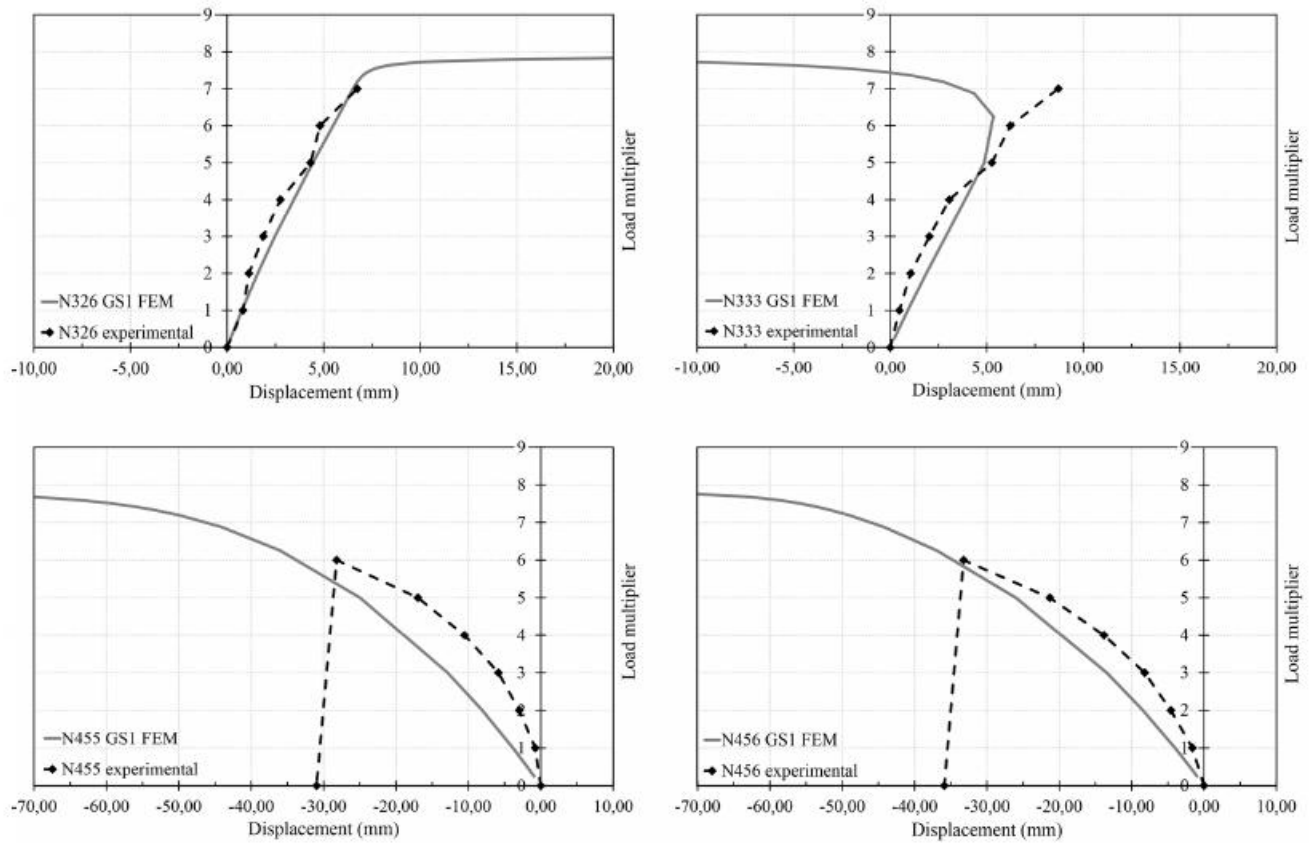 9
8
7
6
5
4
3
2
1
0
Load multiplier
N326 GS1 FEM
N326 experimental
-10,00 -5,00 0,00 5,00 10,00 15,00 20,00
Displacement (mm)
9
8
7
6
5
4
3
2
1
0
Load multiplier
N333 GS1 FEM
N333 experimental
-10,00 -5,00 0,00 5,00 10,00 15,00 20,00
Displacement (mm)
9
8
7
6
5
4
3
2
1
0
Load multiplier
N455 GS1 FEM
N455 experimental
-70,00 -60,00 -50,00 -40,00 -30,00 -20,00 -10,00 0,00 10,00
Displacement (mm)
9
8
7
6
5
4
3
2
1
0
Load multiplier
N456 GS1 FEM
N456 experimental
-70,00 -60,00 -50,00 -40,00 -30,00 -20,00 -10,00 0,00 10,00
Displacement (mm)